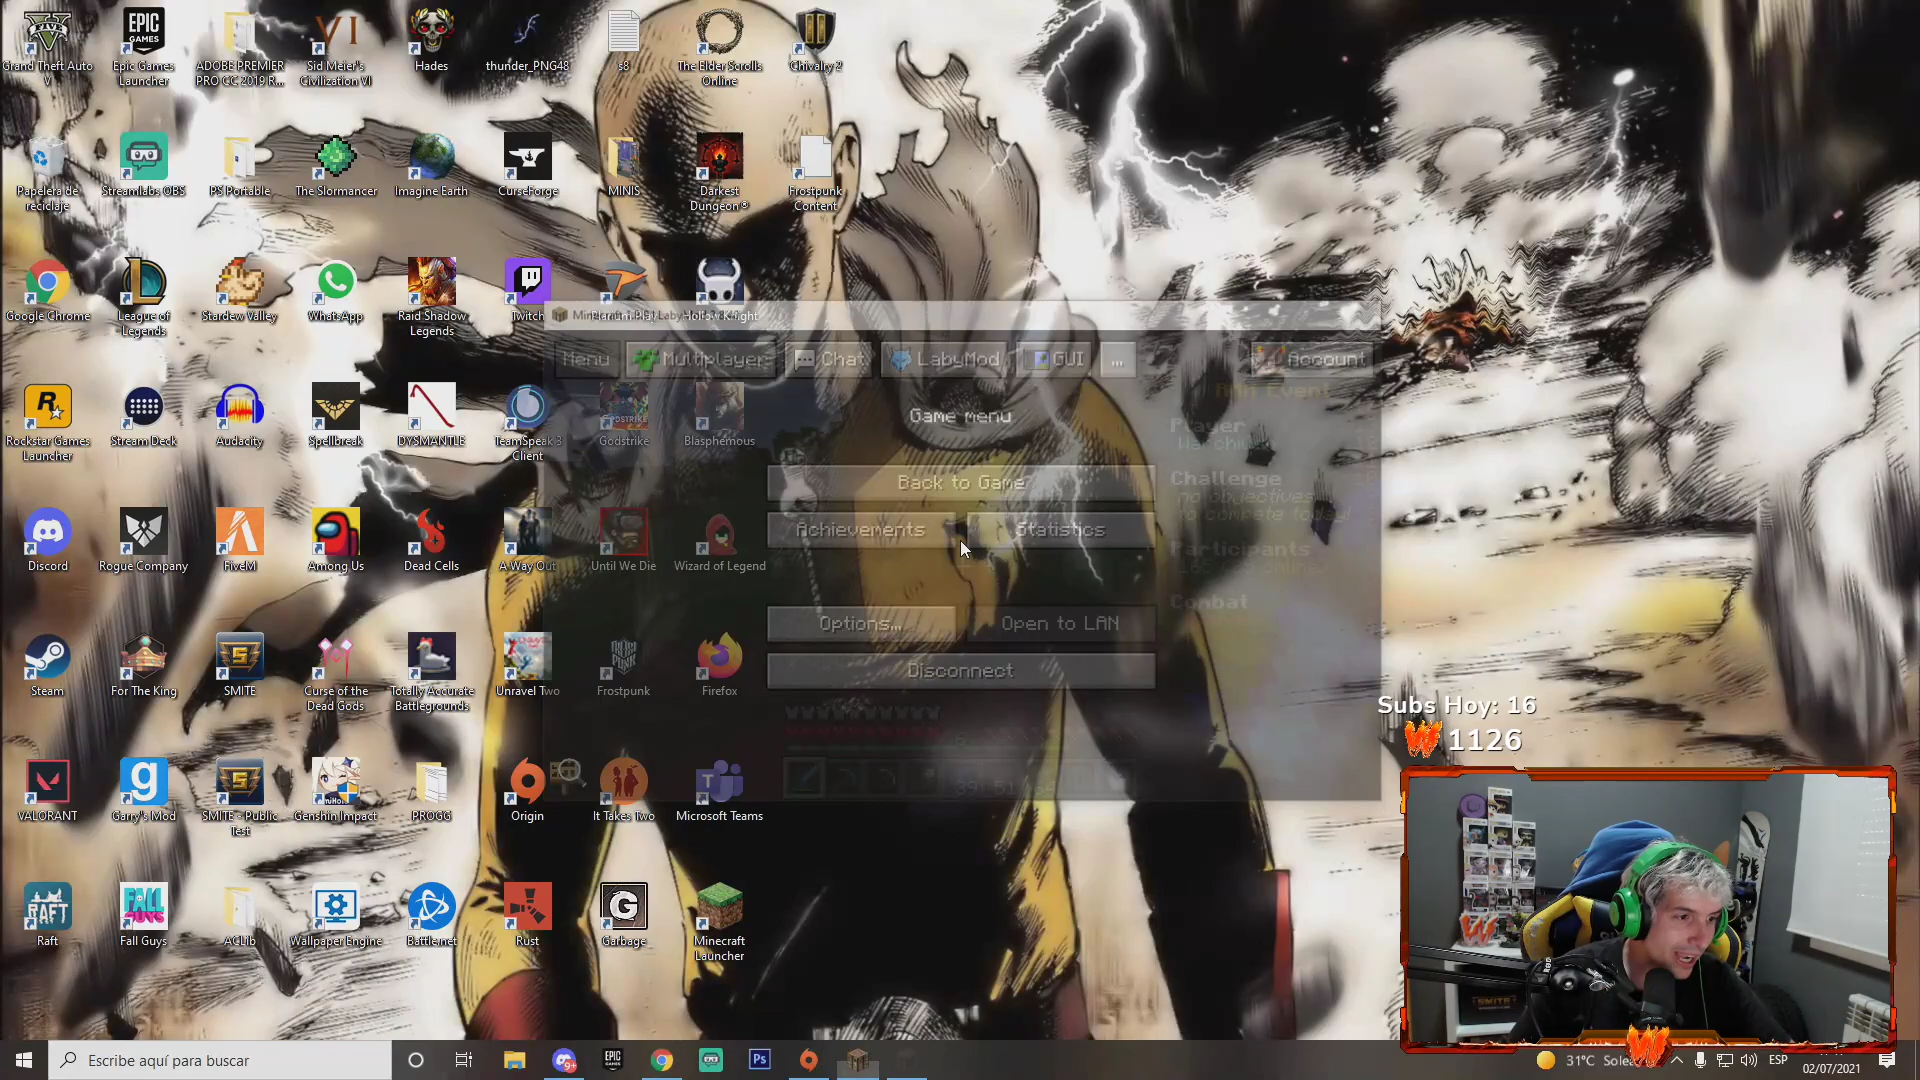 Grand Theft Auto V
Epic Games Launcher
ADOBE PREMIER PRO CC 2019 R...
Sid Meier's Civilization VI
Hades
thunder_PNG48
s8
The Elder Scrolls Online
Chivalry 2
Papelera de reciclaje
Streamlabs OBS
PS Portable
The Slormancer
Imagine Earth
CurseForge
MINIS
Darkest Dungeon®
Frostpunk Content
Google Chrome
League of Legends
Stardew Valley
WhatsApp
Raid Shadow Legends
Twitch
Hollow Knight
Menu
Multiplayer
Chat
LabyMod
GUI
...
Account
Game menu
Rockstar Games Launcher
Stream Deck
Audacity
Spellbreak
DYSMANTLE
TeamSpeak 3 Client
Godstrike
Blasphemous
Player
Back to Game
Challenge
no objectives
Achievements
Statistics
Participants
Discord
Rogue Company
FiveM
Among Us
Dead Cells
A Way Out
Until We Die
Wizard of Legend
Combat
Options...
Open to LAN
Disconnect
Steam
For The King
SMITE
Curse of the Dead Gods
Totally Accurate Battlegrounds
Unravel Two
Frostpunk
Firefox
Subs Hoy: 16
1126
VALORANT
Garry's Mod
SMITE - Public Test
Genshin Impact
PROGG
Origin
It Takes Two
Microsoft Teams
Raft
Fall Guys
ACLib
Wallpaper Engine
Battle.net
Rust
Garbage_
Minecraft Launcher
Escribe aquí para buscar
31°C
ESP
02/07/2021